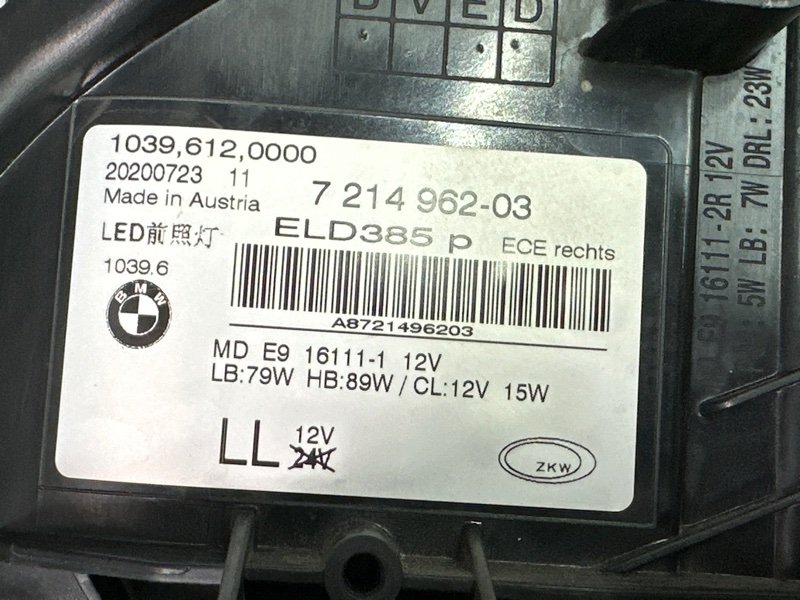 B V E D
1039,612,0000
20200723 11
Made in Austria
7 214 962-03
LED前照灯
ELD385 p
ECE rechts
1039.6
BMW
A8721496203
MD E9 16111-1 12V
LB:79W HB:89W / CL:12V 15W
LL
12V
24V
ZKW
E9 16111-2R 12V
5W LB: 7W DRL: 23W